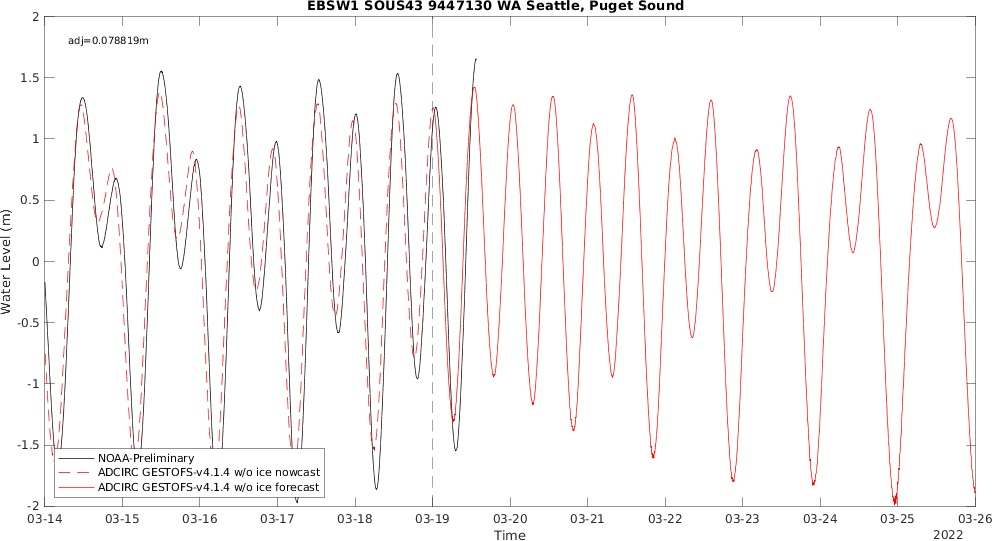 EBSW1 SOUS43 9447130 WA Seattle, Puget Sound
adj=0.078819m
2
1.5
1
0.5
0
-0.5
-1
-1.5
-2
Water Level (m)
NOAA-Preliminary
ADCIRC GESTOFS-v4.1.4 w/o ice nowcast
ADCIRC GESTOFS-v4.1.4 w/o ice forecast
03-14 03-15 03-16 03-17 03-18 03-19 03-20 03-21 03-22 03-23 03-24 03-25 03-26
Time
2022